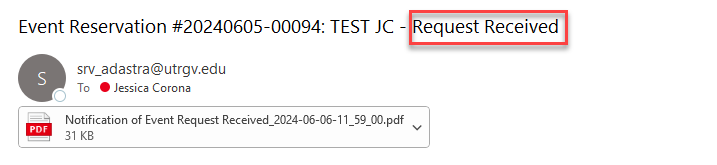 Event Reservation #20240605-00094: TEST JC - Request Received
S
srv_adastra@utrgv.edu
To Jessica Corona
PDF
Notification of Event Request Received_2024-06-06-11_59_00.pdf
31 KB